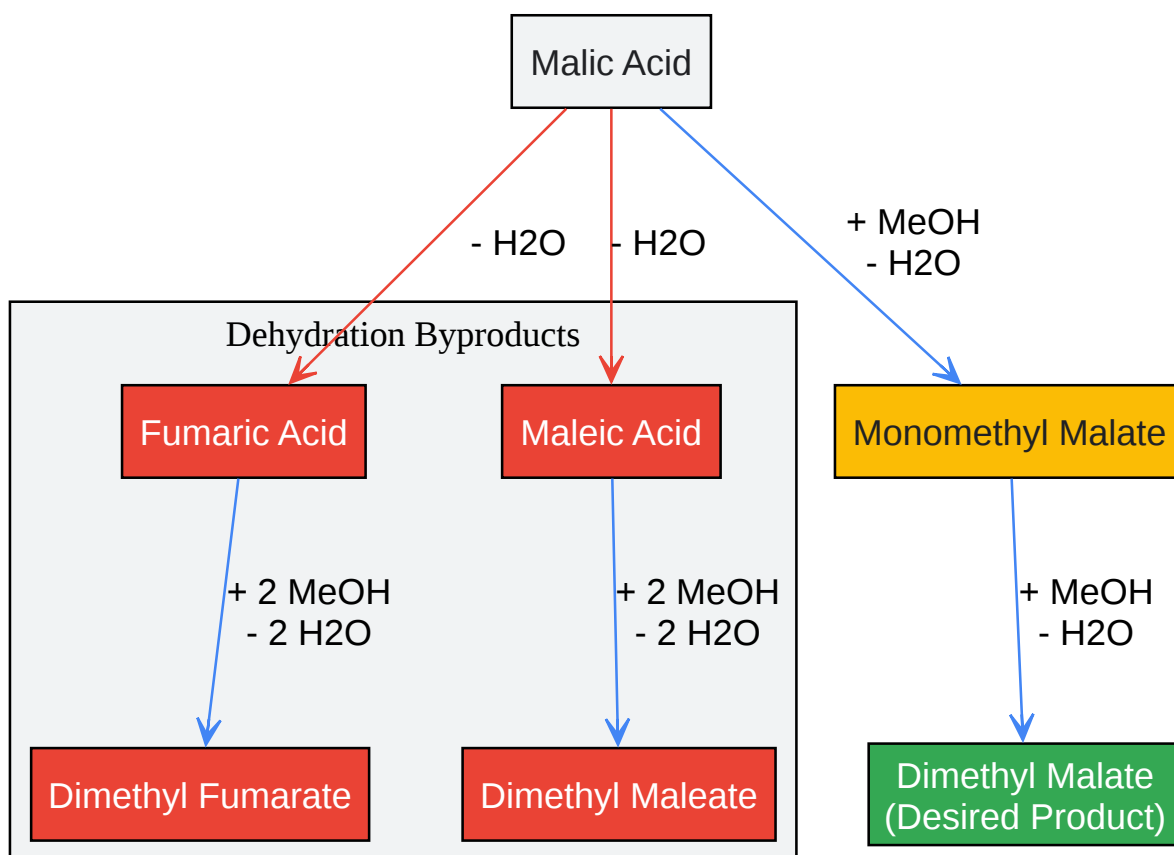 Malic Acid
- H2O
- H2O
+ MeOH
- H2O
Dehydration Byproducts
Fumaric Acid
Maleic Acid
Monomethyl Malate
+ 2 MeOH
- 2 H2O
+ 2 MeOH
- 2 H2O
+ MeOH
- H2O
Dimethyl Fumarate
Dimethyl Maleate
Dimethyl Malate
(Desired Product)